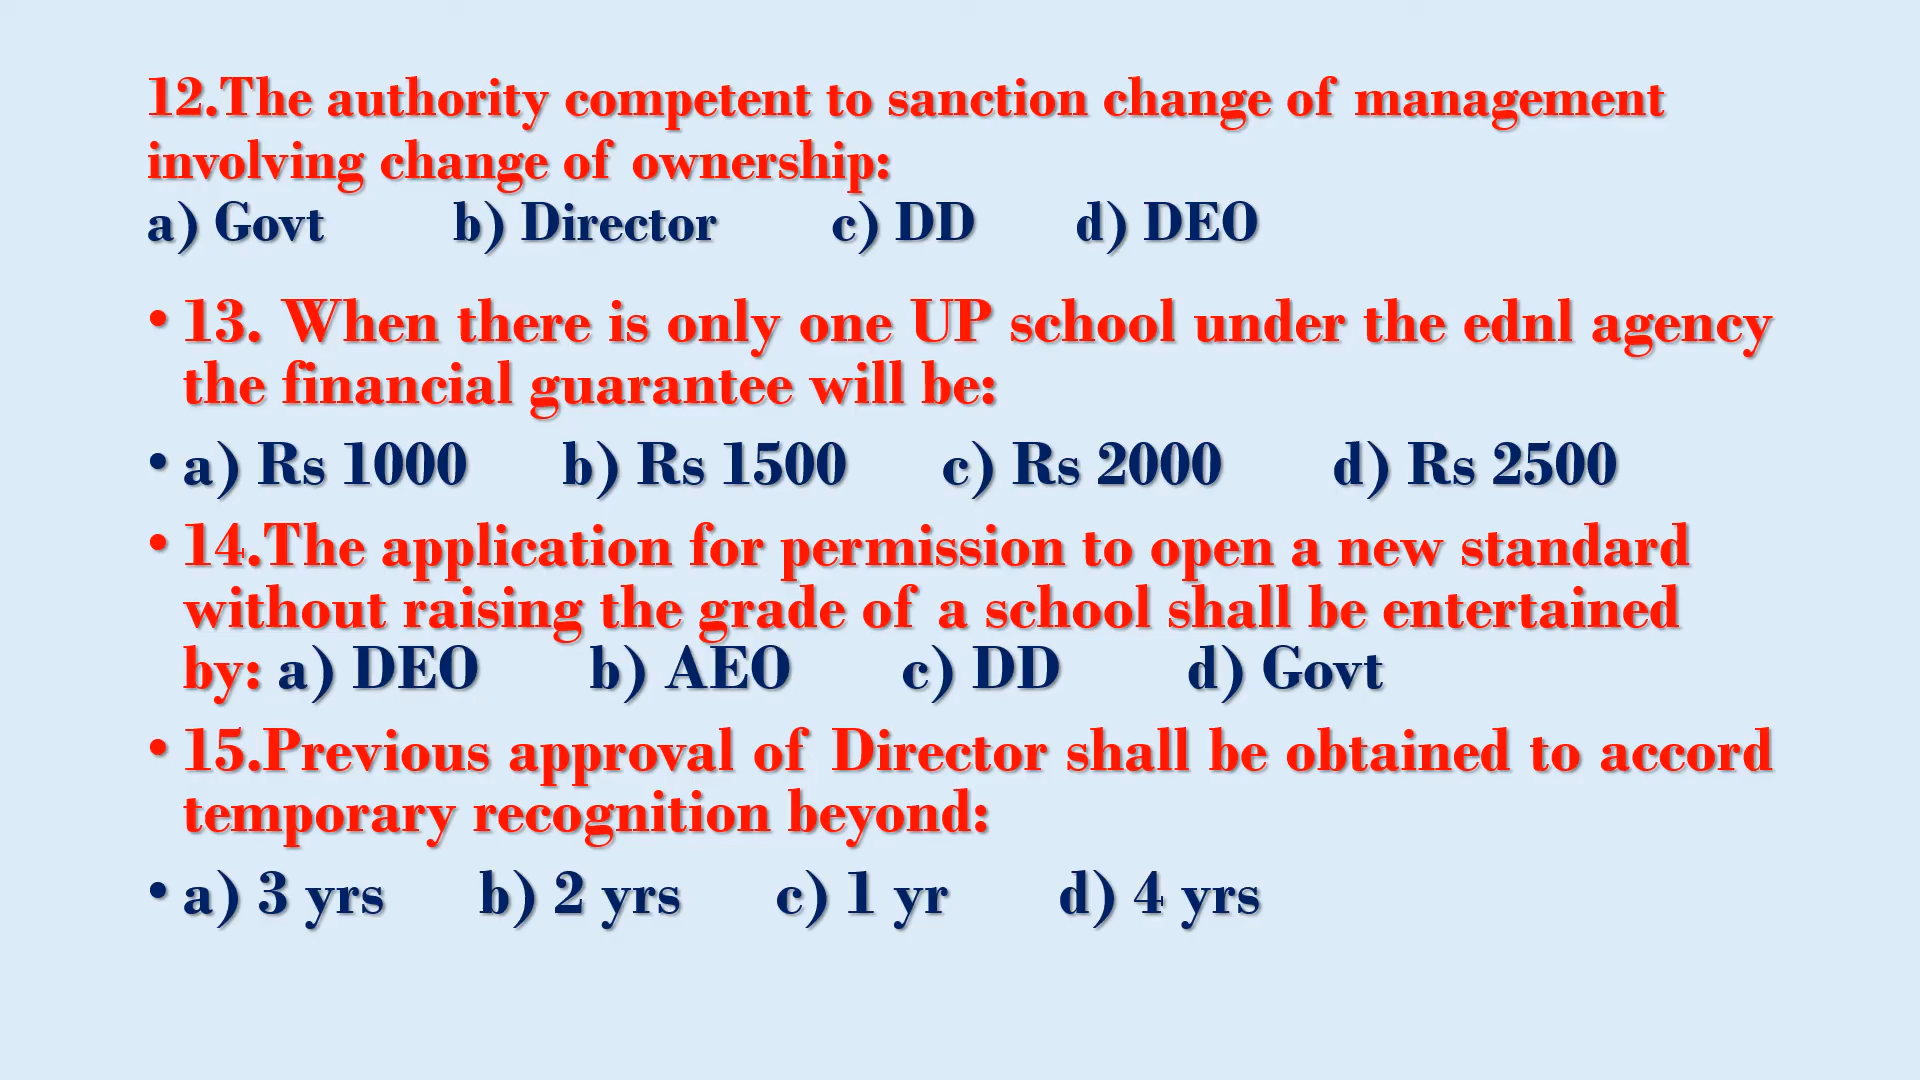 12.The authority competent to sanction change of management
involving change of ownership:
a) Govt b) Director c) DD d) DEO
• 13. When there is only one UP school under the ednl agency
the financial guarantee will be:
• a) Rs 1000 b) Rs 1500 c) Rs 2000 d) Rs 2500
• 14.The application for permission to open a new standard
without raising the grade of a school shall be entertained
by: a) DEO b) AEO c) DD d) Govt
• 15.Previous approval of Director shall be obtained to accord
temporary recognition beyond:
• a) 3 yrs b) 2 yrs c) 1 yr d) 4 yrs